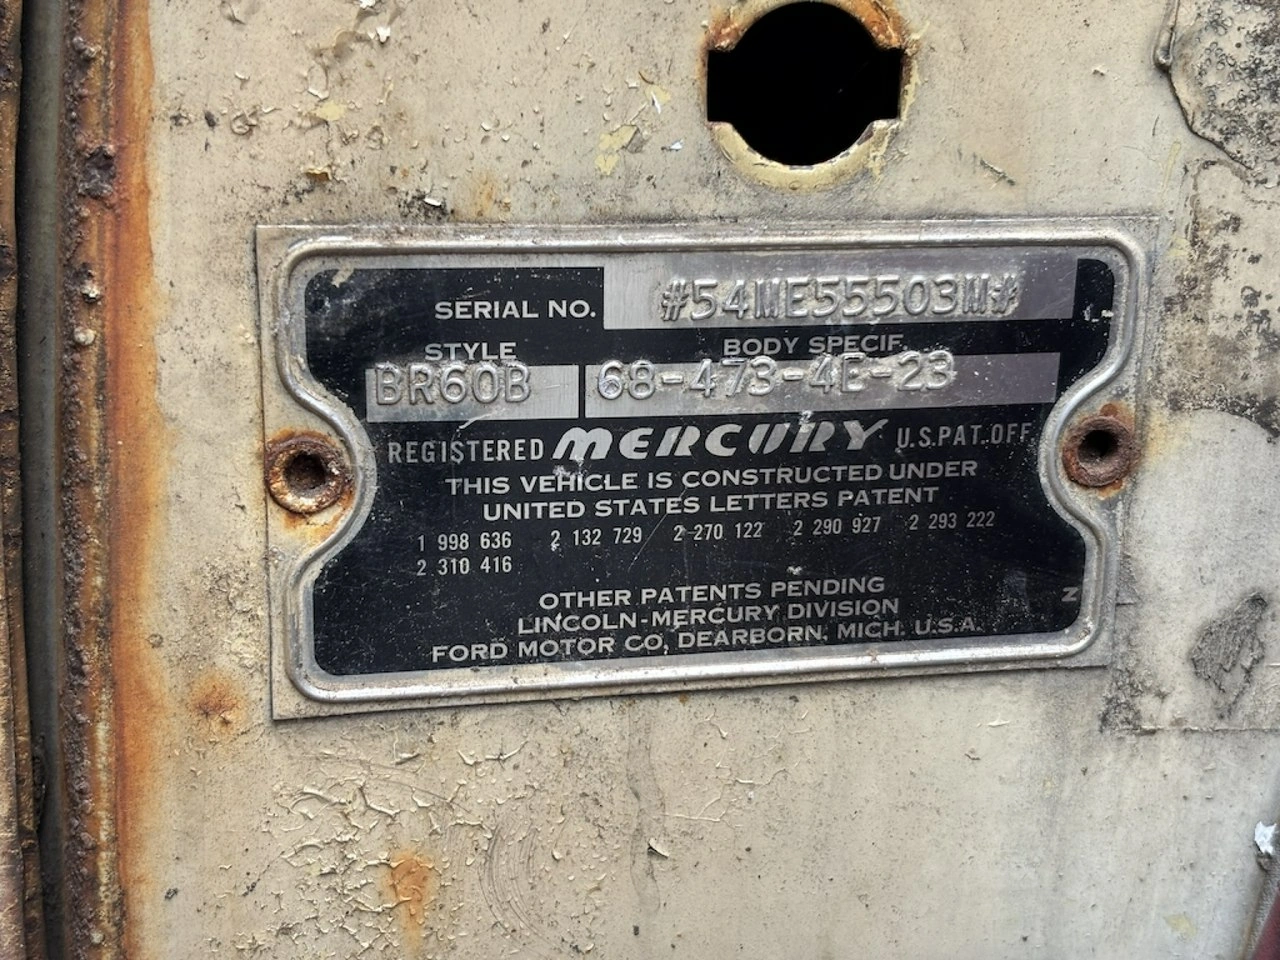 SERIAL NO. #54ME55503M#
STYLE BODY SPECIF.
BR60B 68-473-4E-23
REGISTERED MERCURY U.S.PAT.OFF
THIS VEHICLE IS CONSTRUCTED UNDER
UNITED STATES LETTERS PATENT
1 998 636 2 132 729 2 270 122 2 290 927 2 293 222
2 310 416
OTHER PATENTS PENDING
LINCOLN-MERCURY DIVISION
FORD MOTOR CO, DEARBORN, MICH. U.S.A.
N